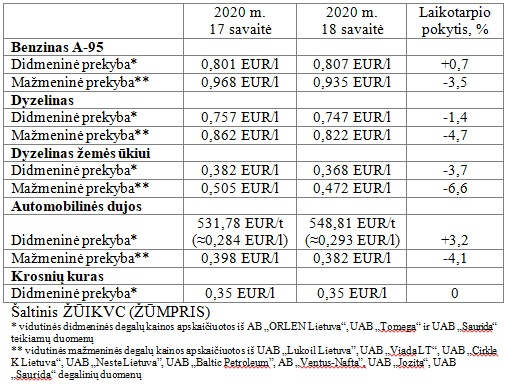 2020 m. 17 savaitė 2020 m. 18 savaitė Laikotarpio pokytis, %
Benzinas A-95
Didmeninė prekyba* 0,801 EUR/l 0,807 EUR/l +0,7
Mažmeninė prekyba** 0,968 EUR/l 0,935 EUR/l -3,5
Dyzelinas
Didmeninė prekyba* 0,757 EUR/l 0,747 EUR/l -1,4
Mažmeninė prekyba** 0,862 EUR/l 0,822 EUR/l -4,7
Dyzelinas žemės ūkiui
Didmeninė prekyba* 0,382 EUR/l 0,368 EUR/l -3,7
Mažmeninė prekyba** 0,505 EUR/l 0,472 EUR/l -6,6
Automobilinės dujos
Didmeninė prekyba* 531,78 EUR/t (≈0,284 EUR/l) 548,81 EUR/t (≈0,293 EUR/l) +3,2
Mažmeninė prekyba** 0,398 EUR/l 0,382 EUR/l -4,1
Krosnių kuras
Didmeninė prekyba* 0,35 EUR/l 0,35 EUR/l 0
Šaltinis ŽŪIKVC (ŽŪMPRIS)
* vidutinės didmeninės degalų kainos apskaičiuotos iš AB „ORLEN Lietuva“, UAB „Tomega“ ir UAB „Saurida“
teikiamų duomenų
** vidutinės mažmeninės degalų kainos apskaičiuotos iš UAB „Lukoil Lietuva”, UAB „Viada LT“, UAB „Cirkle
K Lietuva“, UAB „Neste Lietuva”, UAB „Baltic Petroleum”, AB „Ventus-Nafta”, UAB „Jozita”, UAB
„Saurida” degalinių duomenų